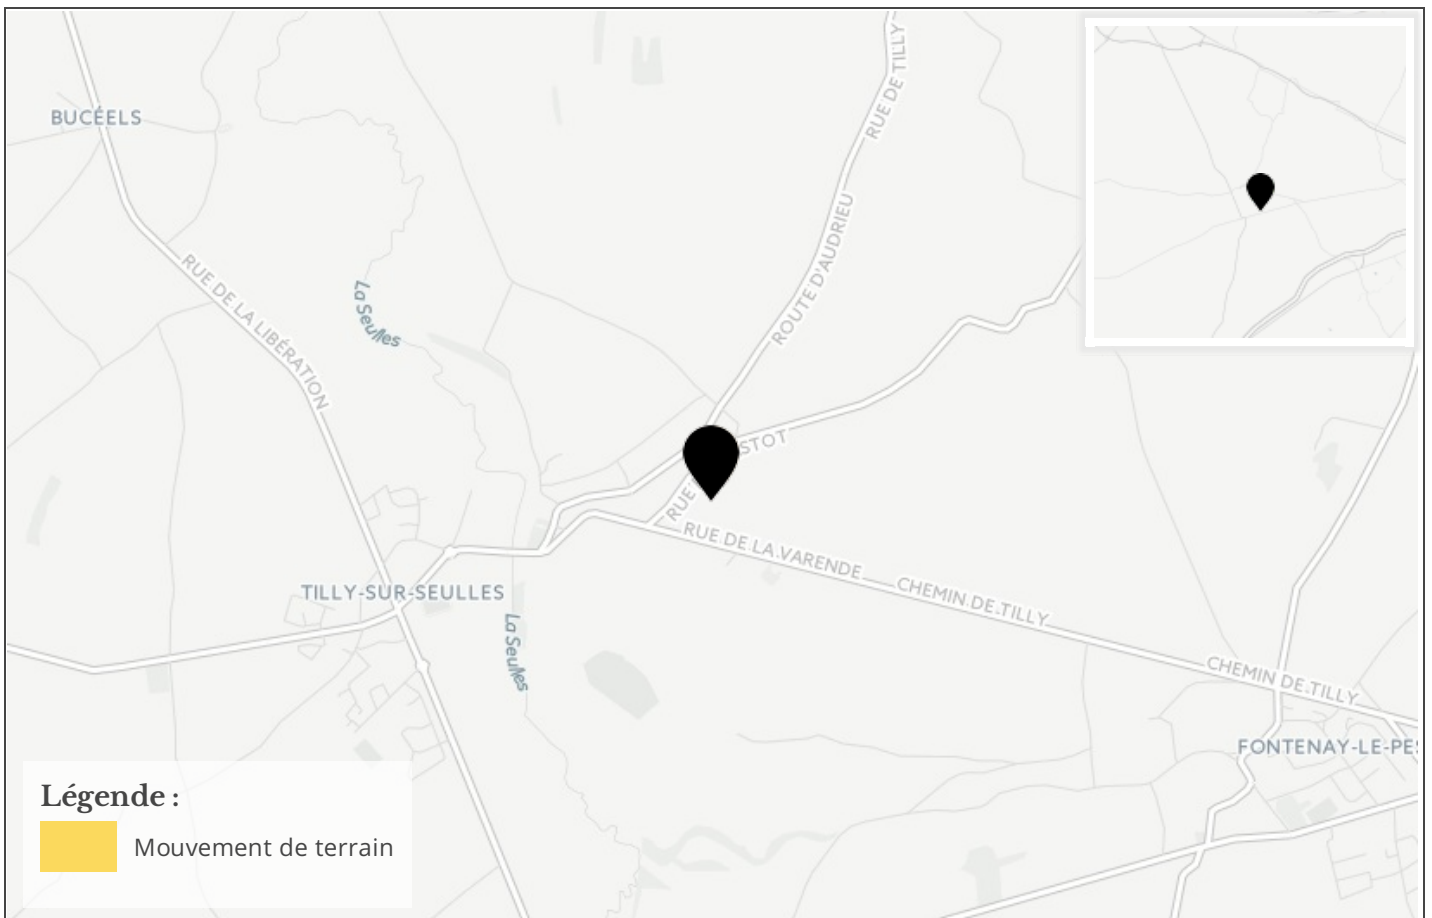 RUE DE TILLY
BUCÉELS
ROUTE D'AUDRIEU
RUE DE LA LIBÉRATION
La Seulles
STOT
RUE
RUE DE LA VARENDE
CHEMIN DE TILLY
TILLY-SUR-SEULLES
La Seulles
CHEMIN DE TILLY
FONTENAY-LE-PES
Légende :
Mouvement de terrain